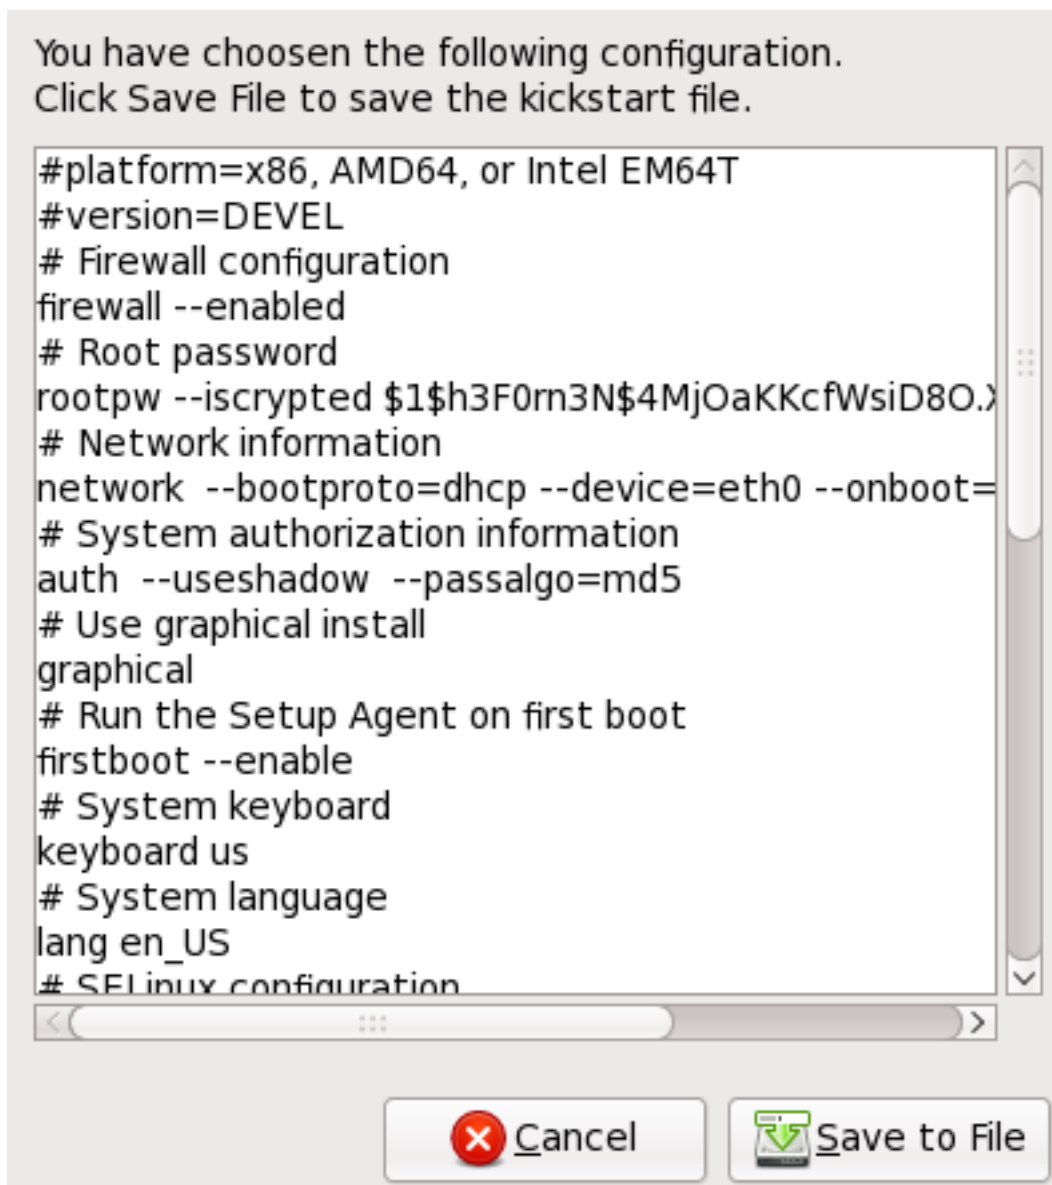 You have choosen the following configuration.
Click Save File to save the kickstart file.
#platform=x86, AMD64, or Intel EM64T
#version=DEVEL
# Firewall configuration
firewall --enabled
# Root password
rootpw --iscrypted $1$h3F0rn3N$4MjOaKKcfWsiD8O.X
# Network information
network  --bootproto=dhcp --device=eth0 --onboot=
# System authorization information
auth  --useshadow  --passalgo=md5
# Use graphical install
graphical
# Run the Setup Agent on first boot
firstboot --enable
# System keyboard
keyboard us
# System language
lang en_US
# SELinux configuration
Cancel
Save to File